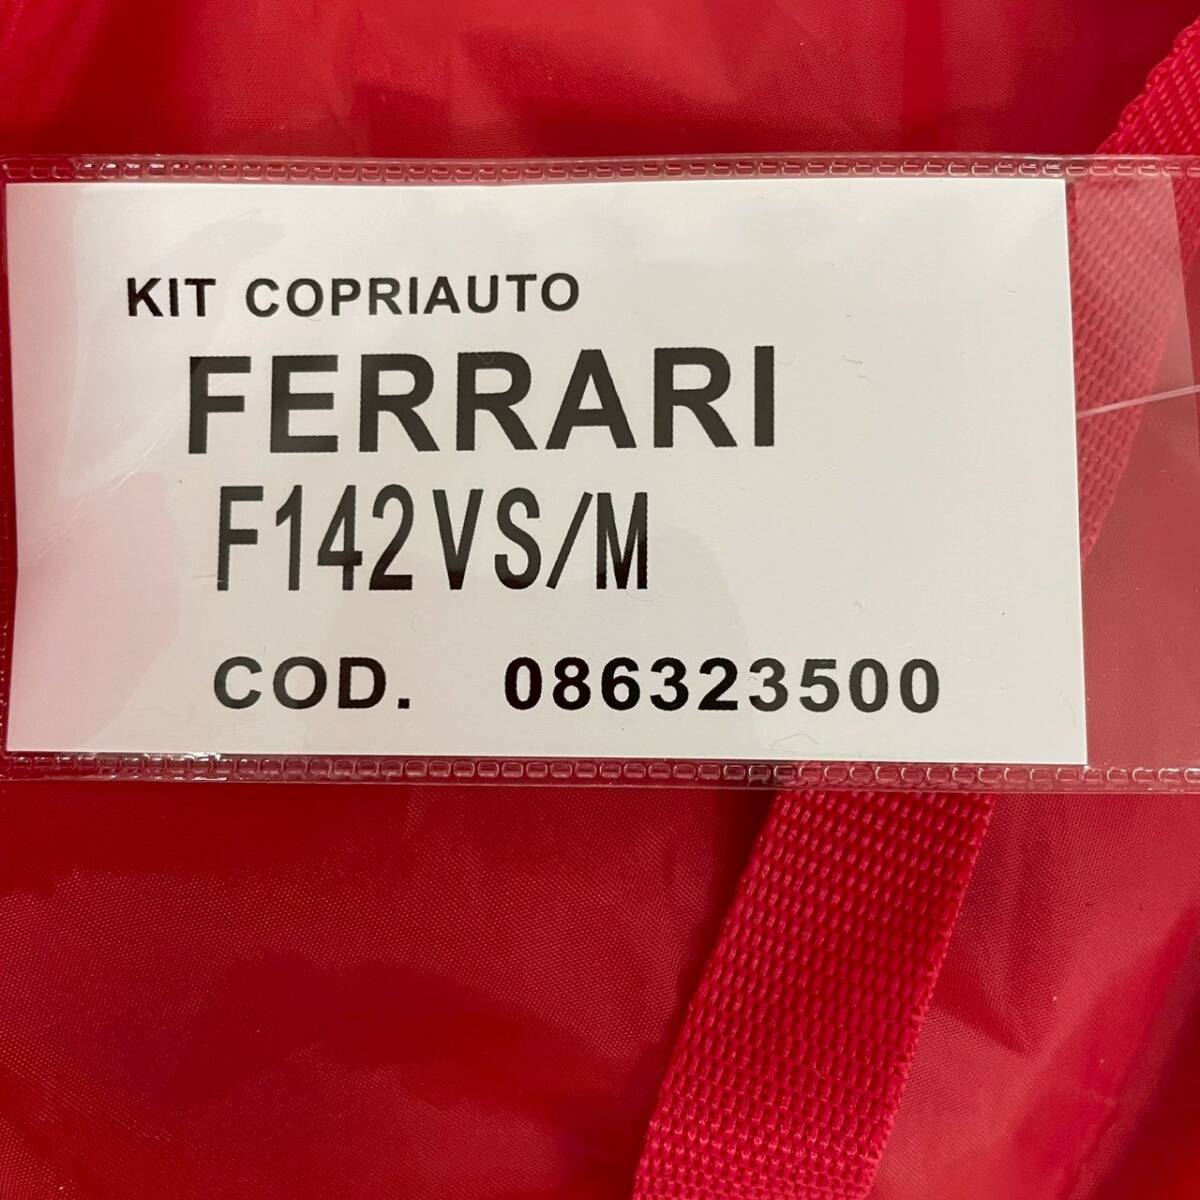 KIT COPRIAUTO
FERRARI
F142VS/M
COD. 086323500